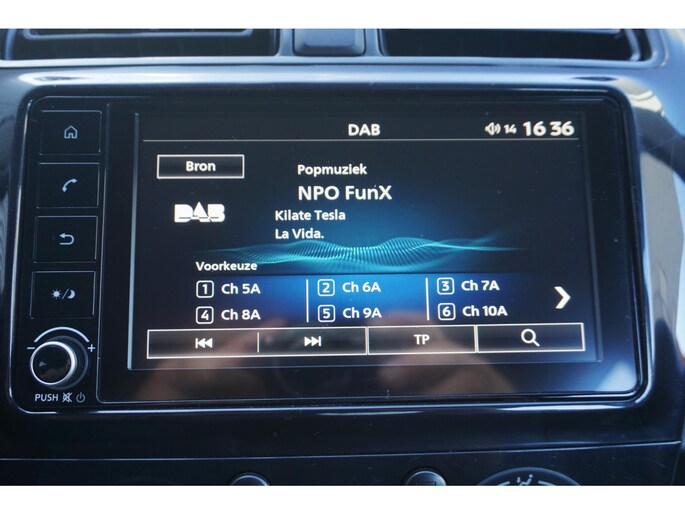 DAB
14 16 36
Bron
Popmuziek
NPO FunX
DAB
Kilate Tesla
La Vida.
Voorkeuze
1 Ch 5A 2 Ch 6A 3 Ch 7A
4 Ch 8A 5 Ch 9A 6 Ch 10A
TP
- +
PUSH